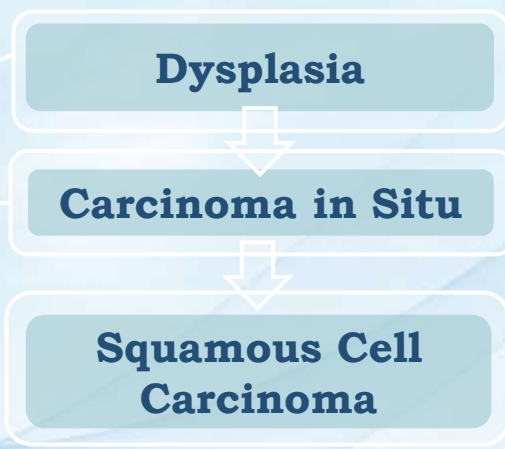 Dysplasia
Carcinoma in Situ
Squamous Cell
Carcinoma